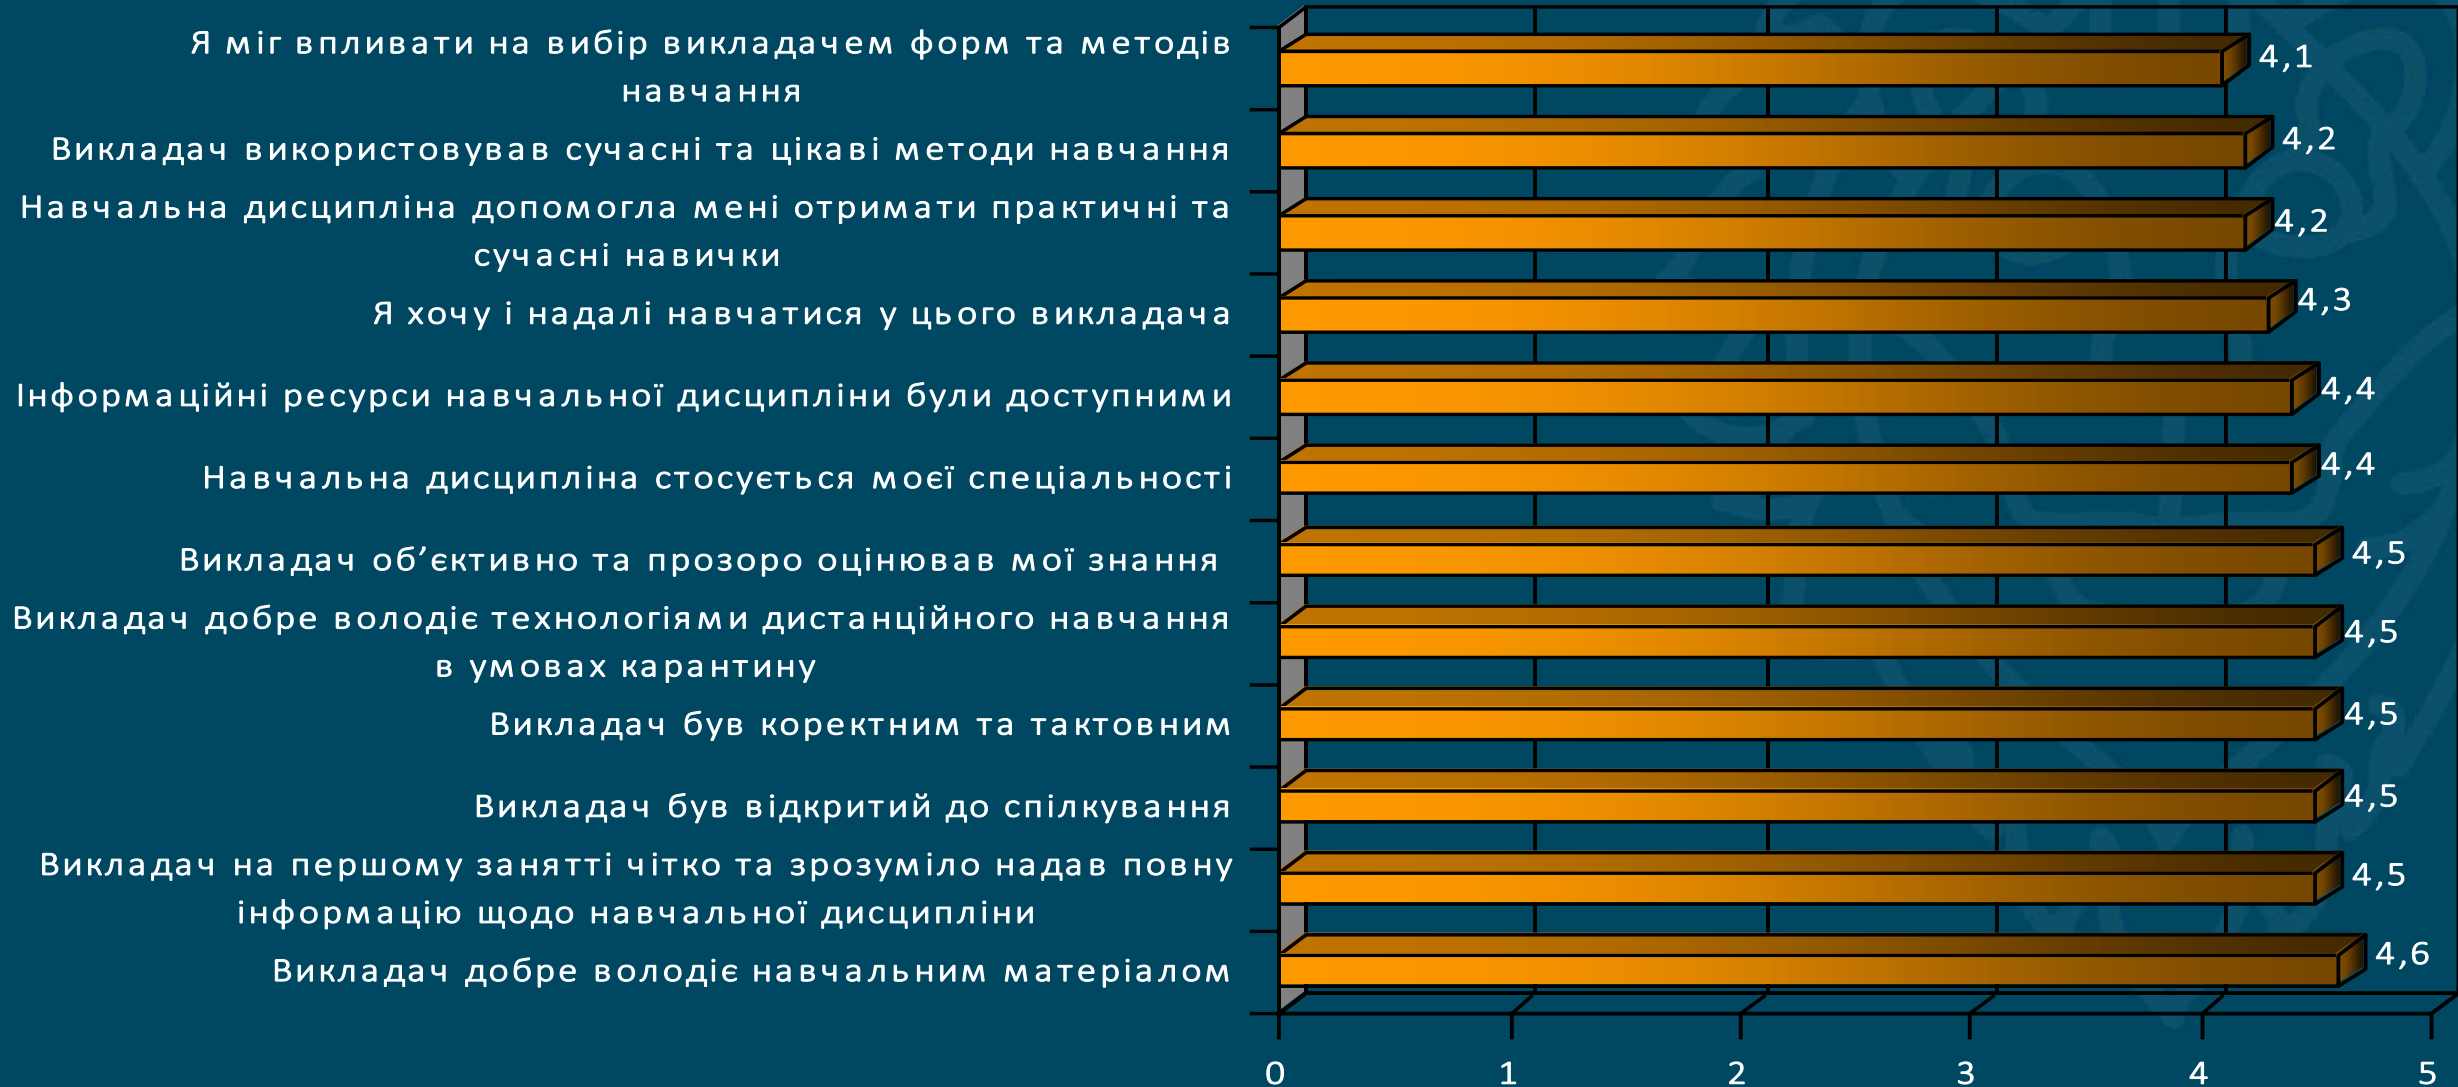 Я міг впливати на вибір викладачем форм та методів
навчання
4,1
Викладач використовував сучасні та цікаві методи навчання
4,2
Навчальна дисципліна допомогла мені отримати практичні та
сучасні навички
4,2
Я хочу і надалі навчатися у цього викладача
4,3
Інформаційні ресурси навчальної дисципліни були доступними
4,4
Навчальна дисципліна стосується моєї спеціальності
4,4
Викладач об’єктивно та прозоро оцінював мої знання
4,5
Викладач добре володіє технологіями дистанційного навчання
в умовах карантину
4,5
Викладач був коректним та тактовним
4,5
Викладач був відкритий до спілкування
4,5
Викладач на першому занятті чітко та зрозуміло надав повну
інформацію щодо навчальної дисципліни
4,5
Викладач добре володіє навчальним матеріалом
4,6
0 1 2 3 4 5